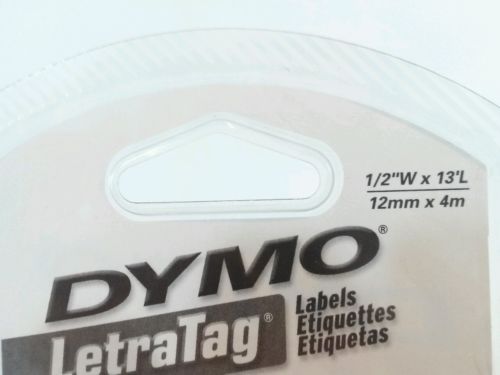 1/2"W x 13'L
12mm x 4m
DYMO®
LetraTag®
Labels
Etiquettes
Etiquetas